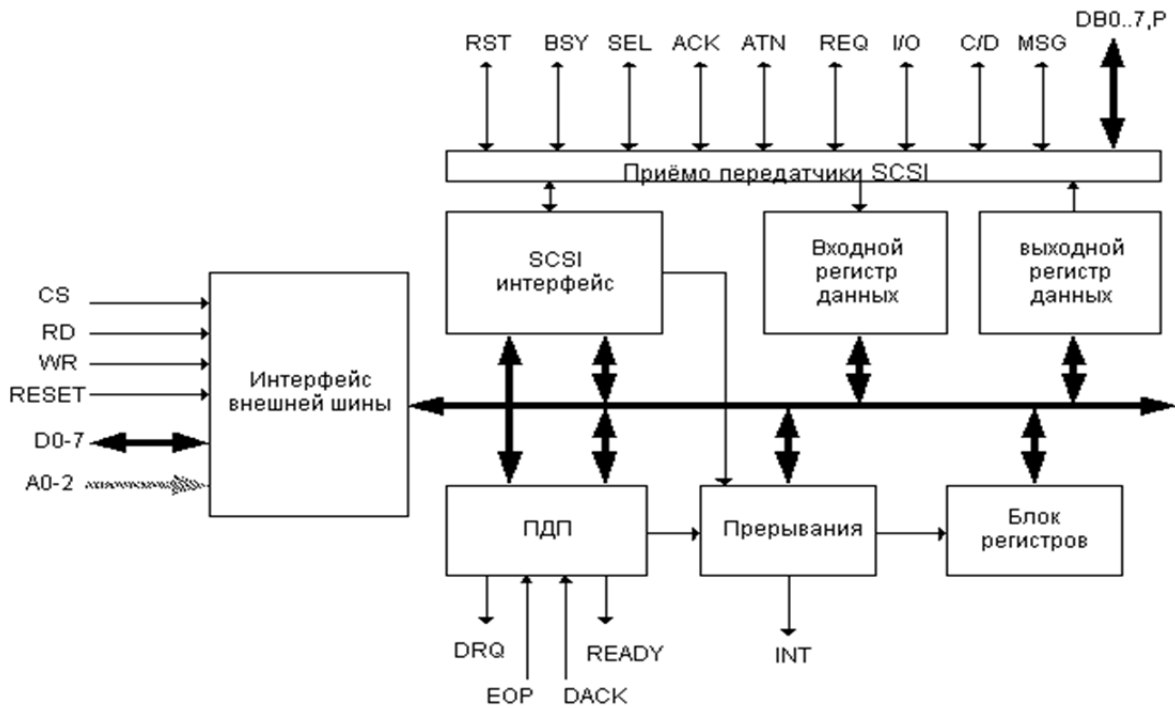 DB0..7,P
RST BSY SEL ACK ATN REQ I/O C/D MSG
Приёмо передатчики SCSI
SCSI
интерфейс
Входной
регистр
данных
выходной
регистр
данных
CS
RD
WR
RESET
D0-7
A0-2
Интерфейс
внешней шины
ПДП
Прерывания
Блок
регистров
DRQ
READY
INT
EOP
DACK